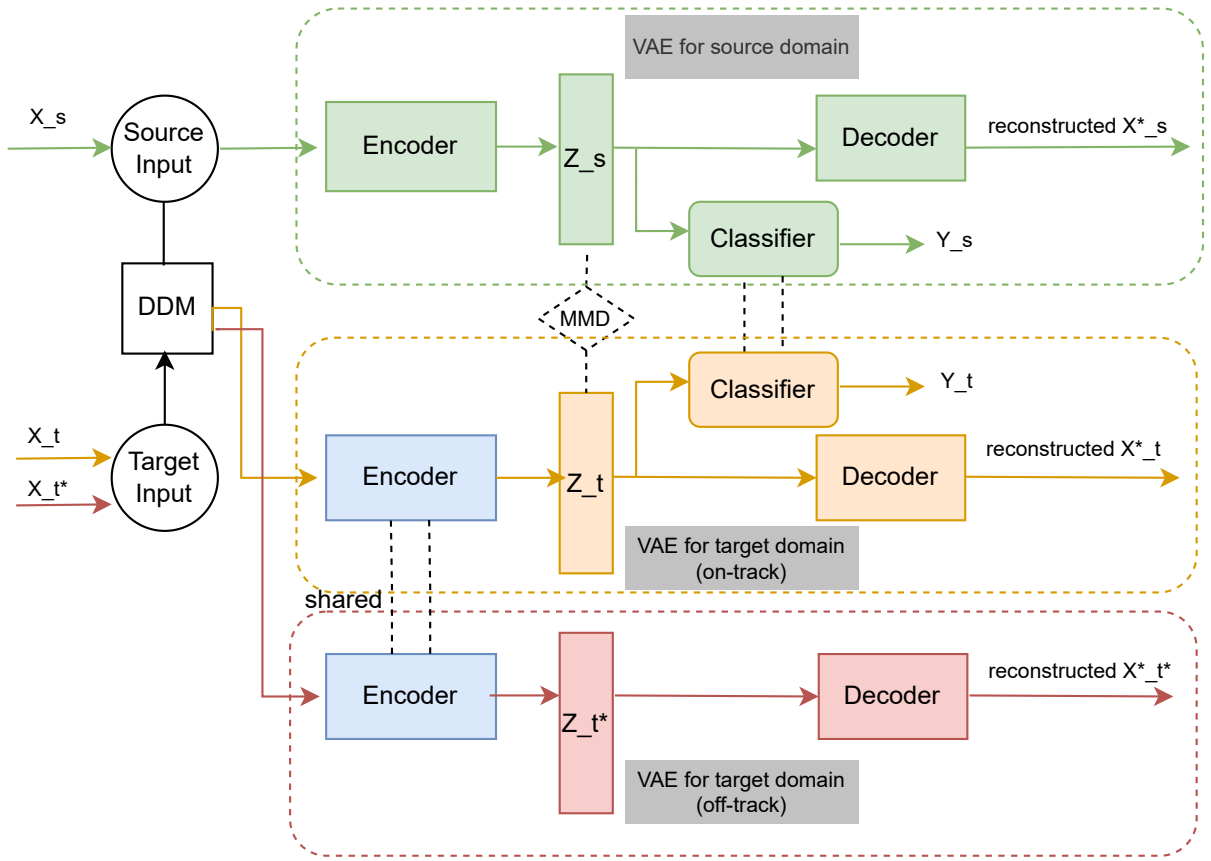 VAE for source domain
X_s
Source
Input
Encoder
Z_s
Decoder
reconstructed X*_s
Classifier
Y_s
DDM
MMD
Classifier
Y_t
X_t
X_t*
Target
Input
Encoder
Z_t
Decoder
reconstructed X*_t
VAE for target domain
(on-track)
shared
Encoder
Z_t*
Decoder
reconstructed X*_t*
VAE for target domain
(off-track)